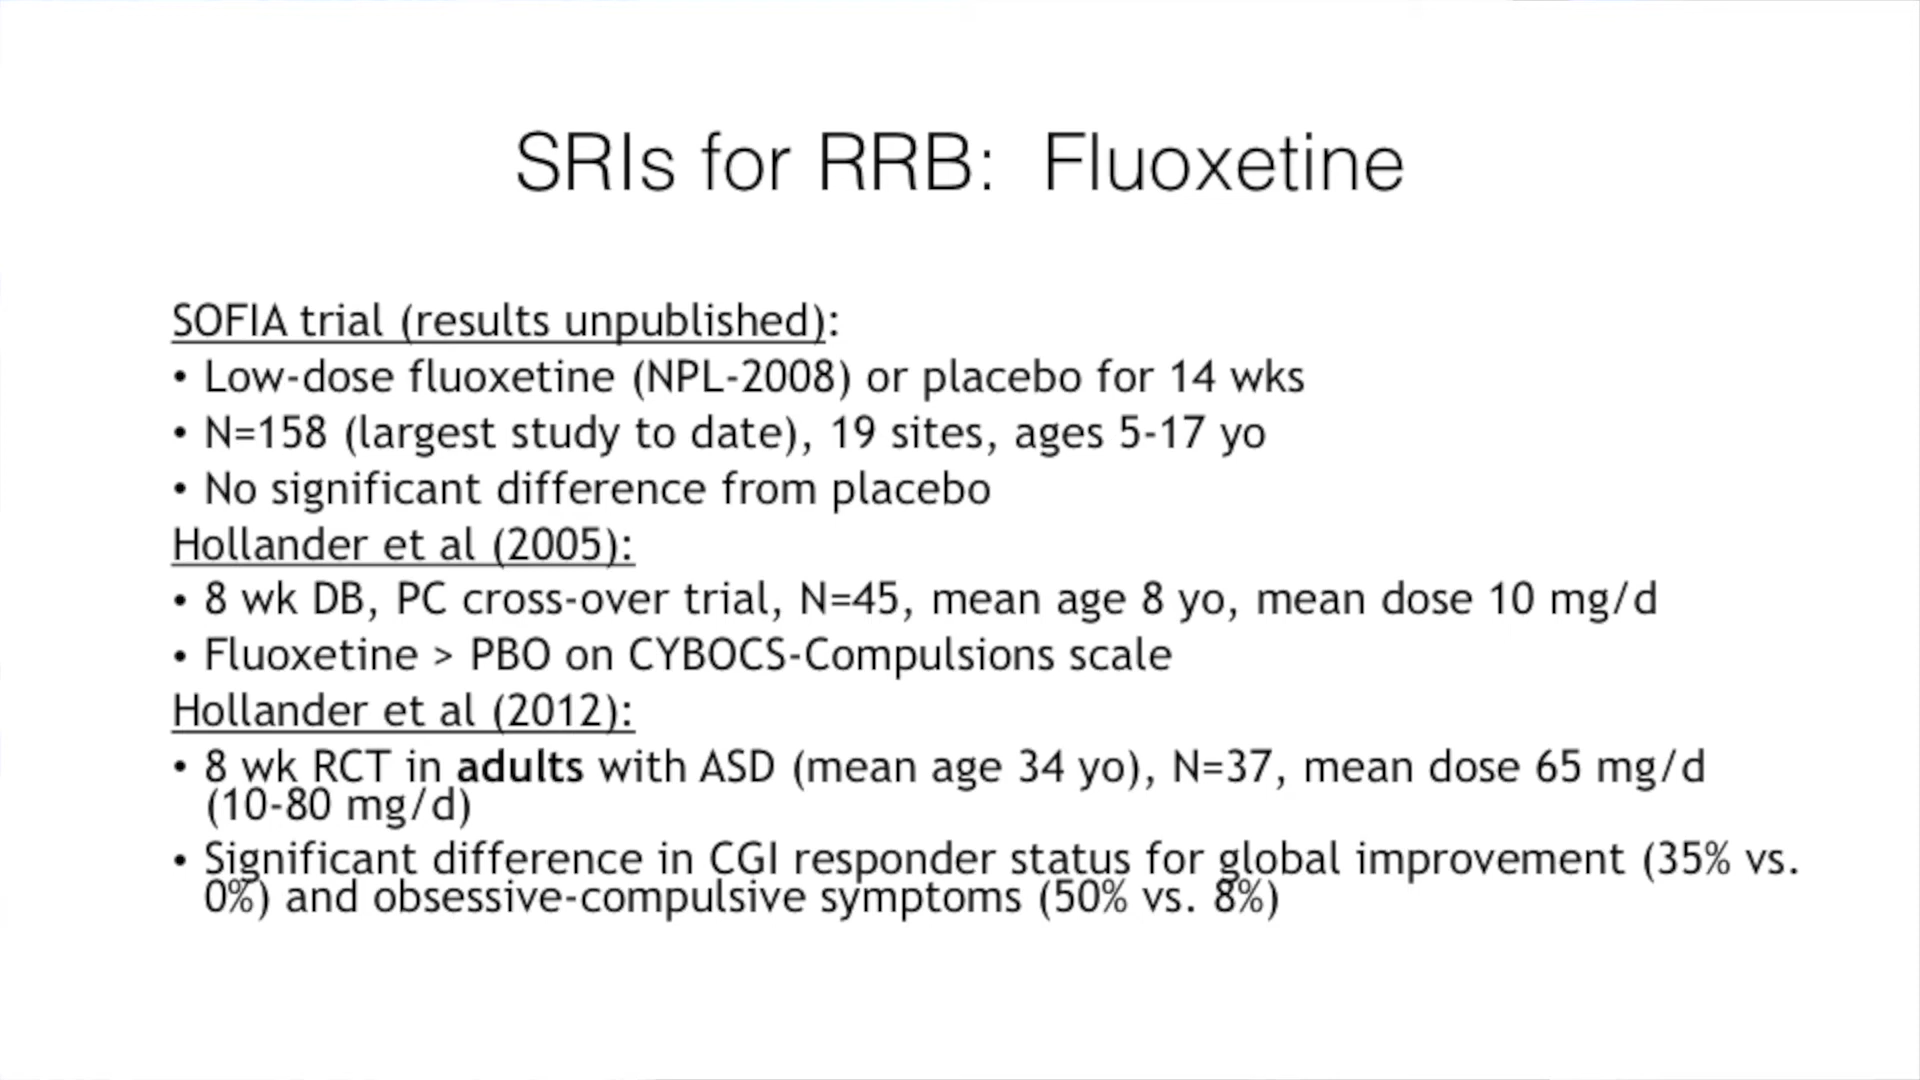 SRIs for RRB: Fluoxetine
SOFIA trial (results unpublished):
• Low-dose fluoxetine (NPL-2008) or placebo for 14 wks
• N=158 (largest study to date), 19 sites, ages 5-17 yo
• No significant difference from placebo
Hollander et al (2005):
• 8 wk DB, PC cross-over trial, N=45, mean age 8 yo, mean dose 10 mg/d
• Fluoxetine > PBO on CYBOCS-Compulsions scale
Hollander et al (2012):
• 8 wk RCT in adults with ASD (mean age 34 yo), N=37, mean dose 65 mg/d
(10-80 mg/d)
• Significant difference in CGI responder status for global improvement (35% vs.
0%) and obsessive-compulsive symptoms (50% vs. 8%)